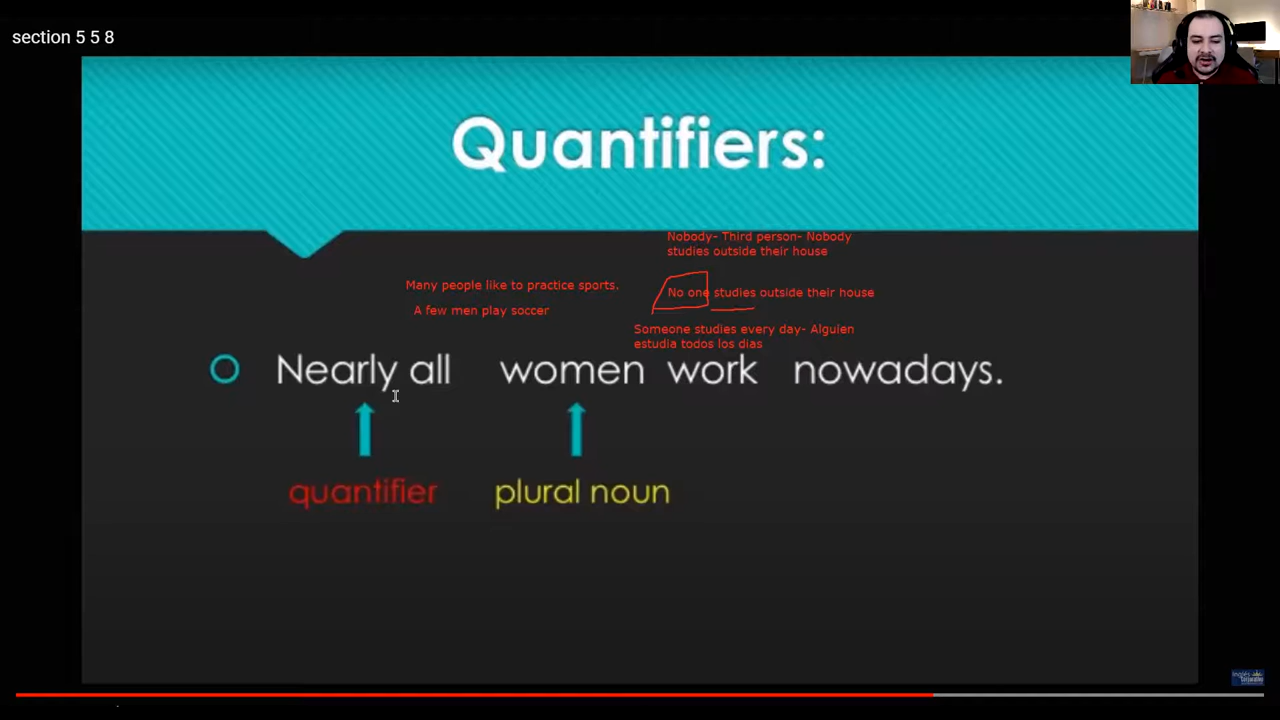 section 5 5 8
Quantifiers:
Nobody- Third person- Nobody
studies outside their house
Many people like to practice sports.
No one studies outside their house
A few men play soccer
Someone studies every day- Alguien
estudia todos los dias
Nearly all women work nowadays.
quantifier plural noun